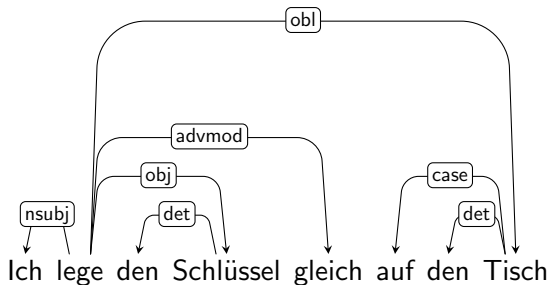 obl
advmod
obj
case
nsubj
det
det
Ich lege den Schlüssel gleich auf den Tisch